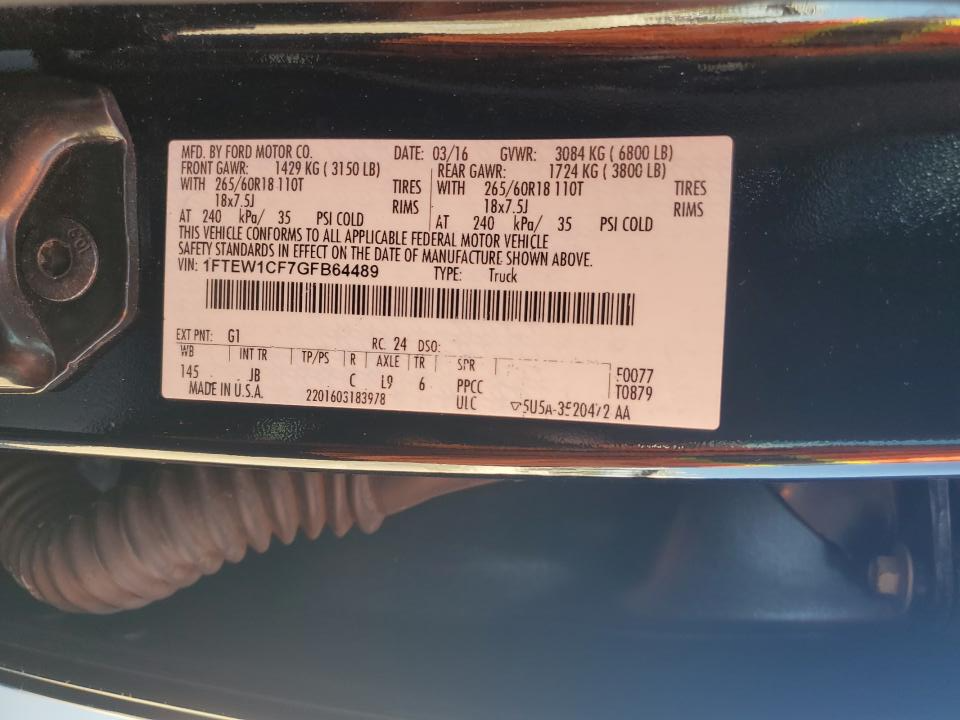 MFD. BY FORD MOTOR CO. DATE: 03/16 GVWR: 3084 KG ( 6800 LB)
FRONT GAWR: 1429 KG ( 3150 LB) REAR GAWR: 1724 KG ( 3800 LB)
WITH 265/60R18 110T TIRES WITH 265/60R18 110T TIRES
18x7.5J RIMS 18x7.5J RIMS
AT 240 kPa/ 35 PSI COLD AT 240 kPa/ 35 PSI COLD
THIS VEHICLE CONFORMS TO ALL APPLICABLE FEDERAL MOTOR VEHICLE
SAFETY STANDARDS IN EFFECT ON THE DATE OF MANUFACTURE SHOWN ABOVE.
VIN: 1FTEW1CF7GFB64489 TYPE: Truck
EXT PNT: G1 RC: 24 DSO:
WB INT TR TP/PS R AXLE TR SPR
145 JB C L9 6 PPCC F0077
MADE IN U.S.A. 2201603183978 ULC T0879